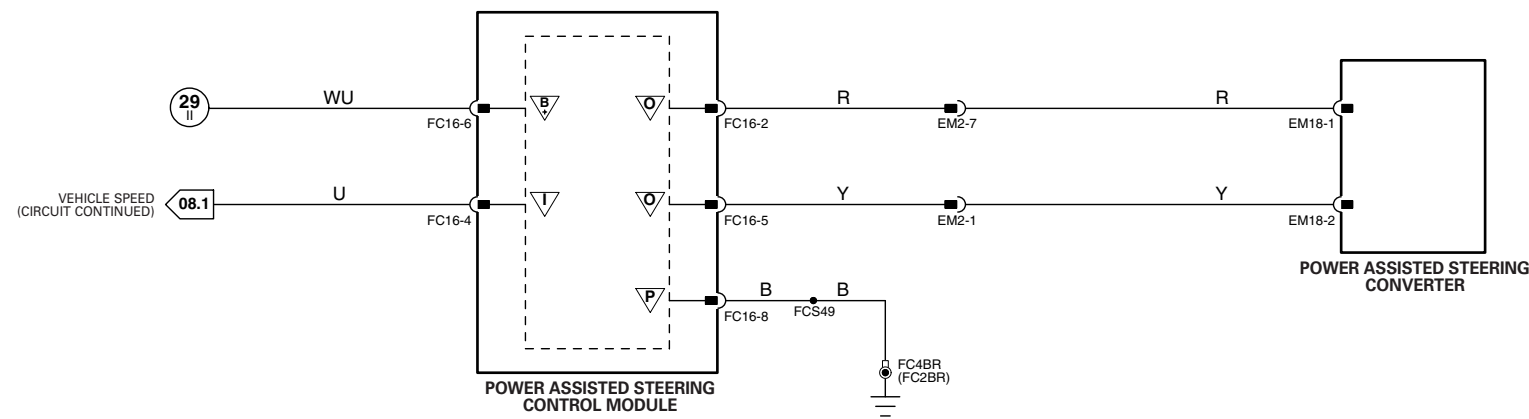 29
II
WU
FC16-6
B
+
O
FC16-2
R
EM2-7
R
EM18-1
VEHICLE SPEED
(CIRCUIT CONTINUED)
08.1
U
FC16-4
I
O
FC16-5
Y
EM2-1
Y
EM18-2
POWER ASSISTED STEERING
CONVERTER
P
FC16-8
B
FCS49
B
FC4BR
(FC2BR)
POWER ASSISTED STEERING
CONTROL MODULE